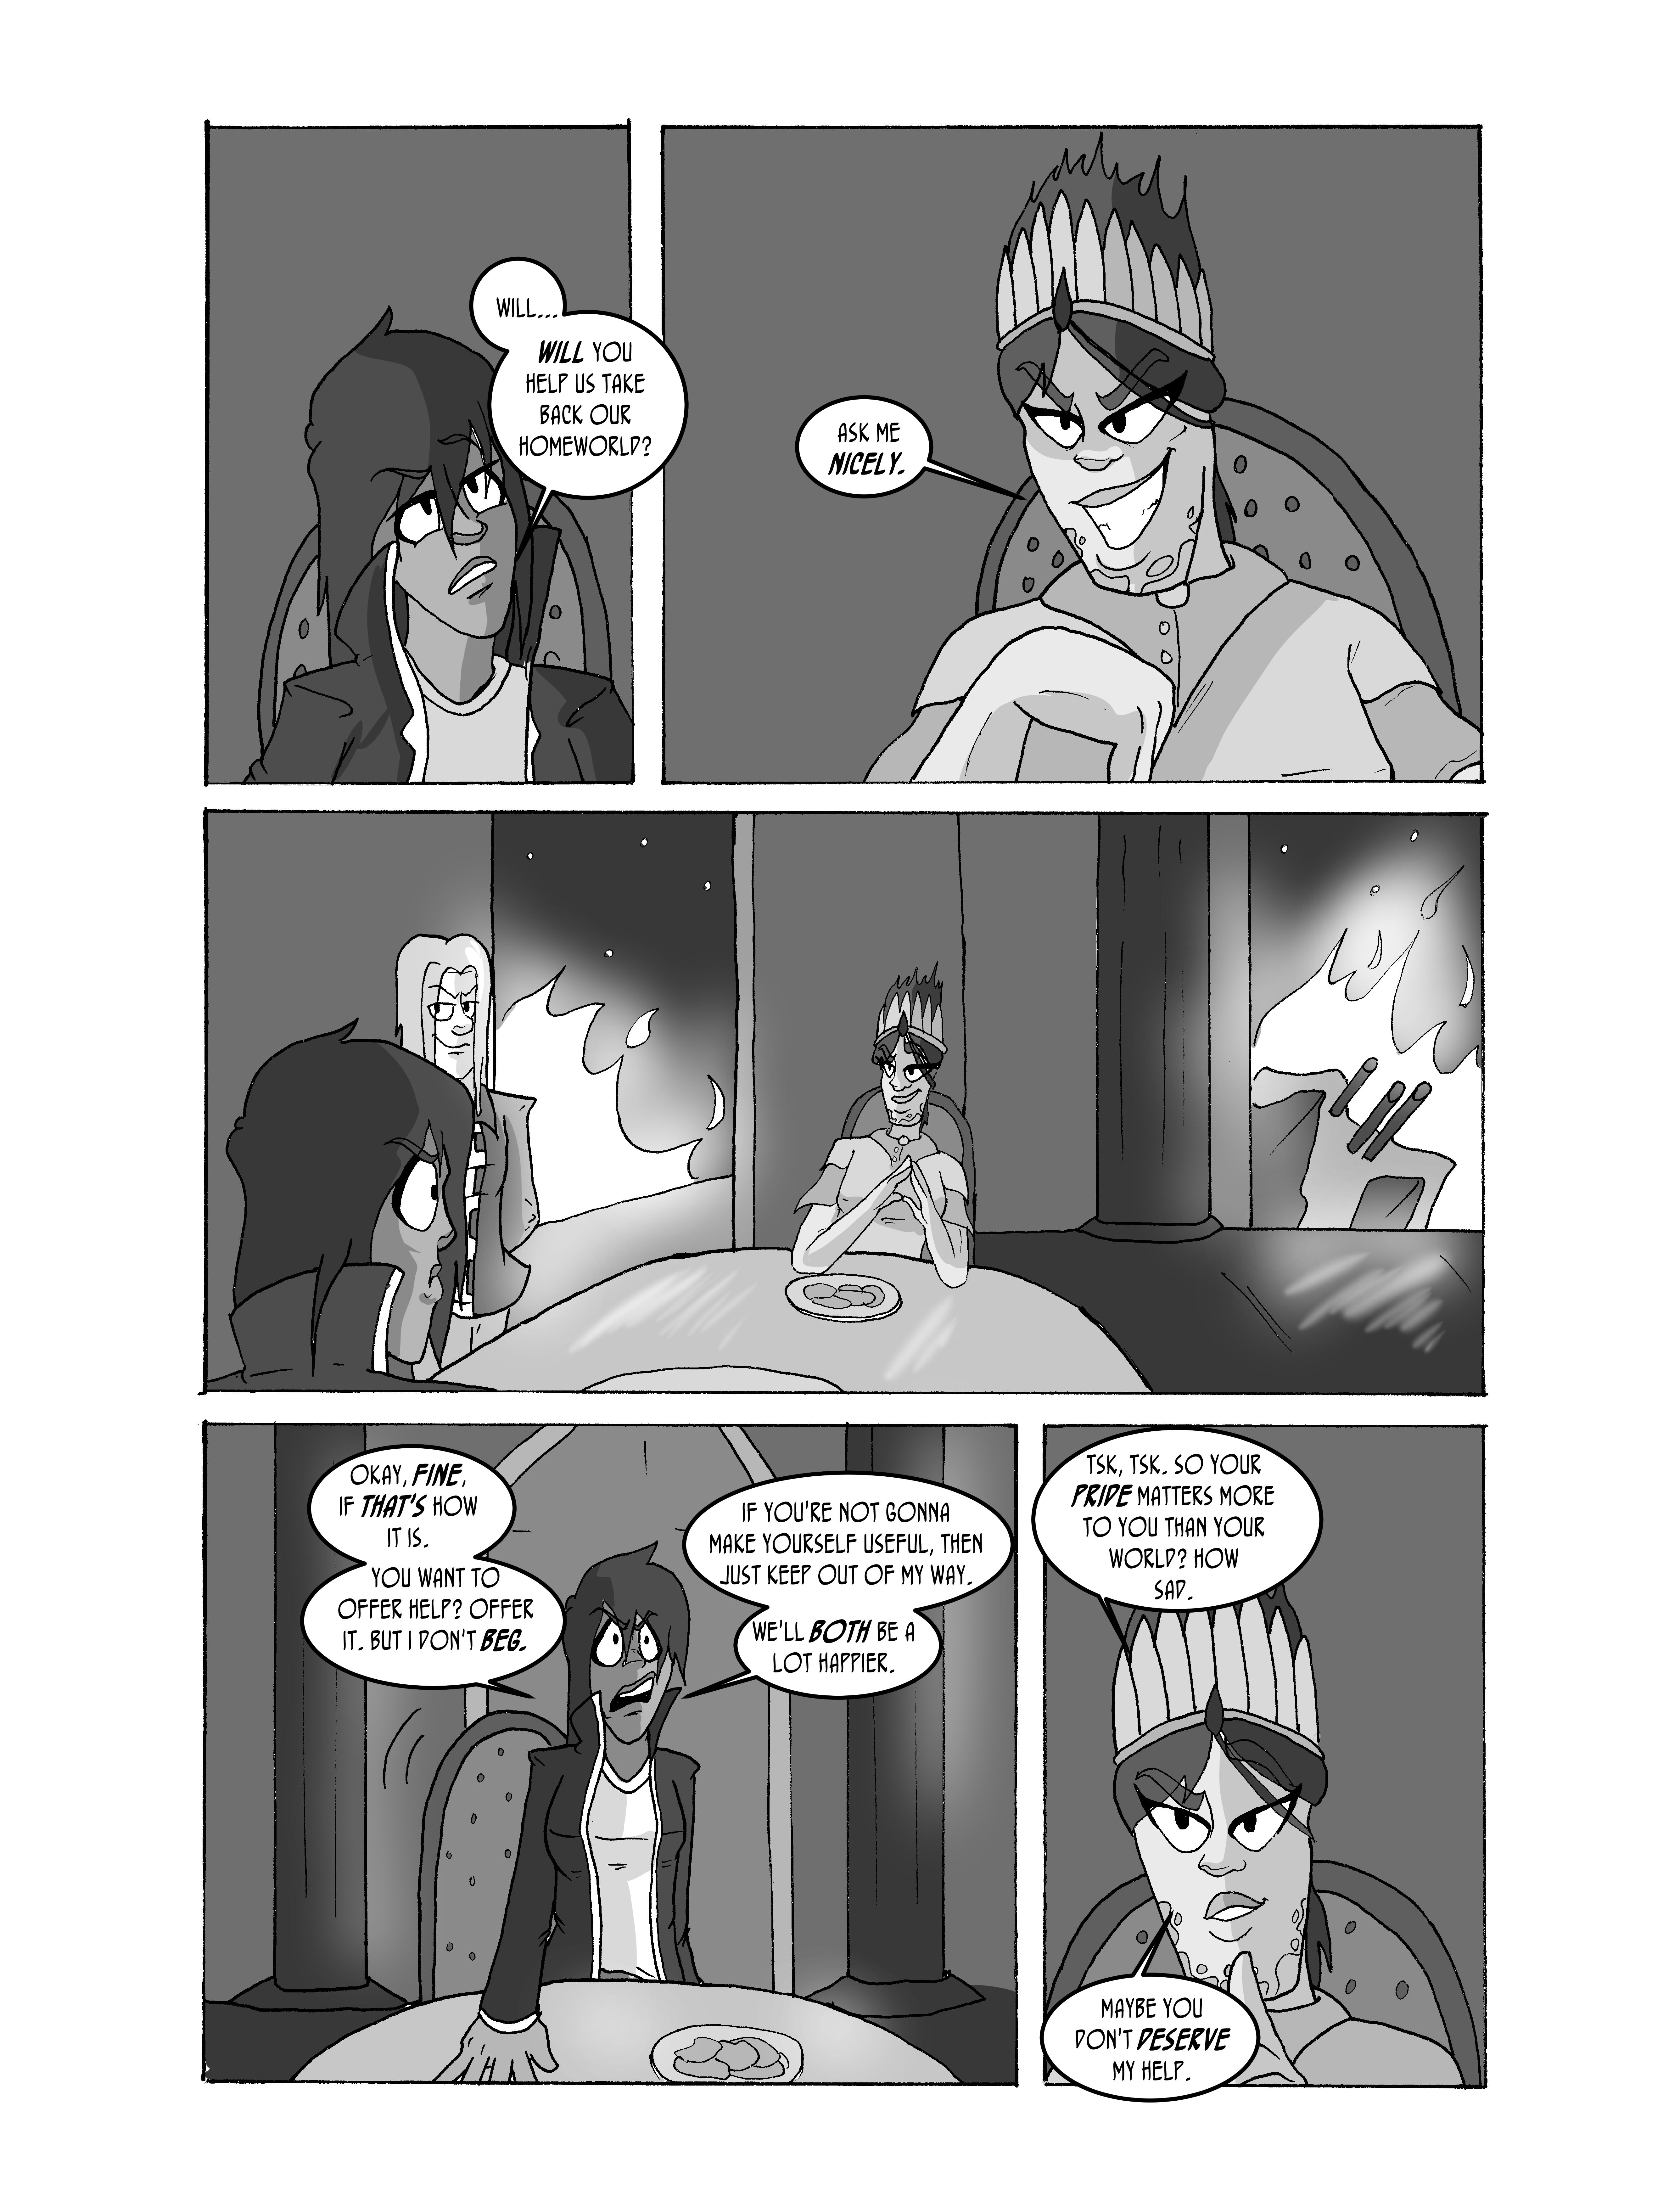 WILL...
WILL YOU
HELP US TAKE
BACK OUR
HOMEWORLD?
ASK ME
NICELY.
OKAY, FINE,
IF THAT'S HOW
IT IS.
YOU WANT TO
OFFER HELP? OFFER
IT. BUT I DON'T BEG.
IF YOU'RE NOT GONNA
MAKE YOURSELF USEFUL, THEN
JUST KEEP OUT OF MY WAY.
WE'LL BOTH BE A
LOT HAPPIER.
TSK, TSK. SO YOUR
PRIDE MATTERS MORE
TO YOU THAN YOUR
WORLD? HOW
SAD.
MAYBE YOU
DON'T DESERVE
MY HELP.